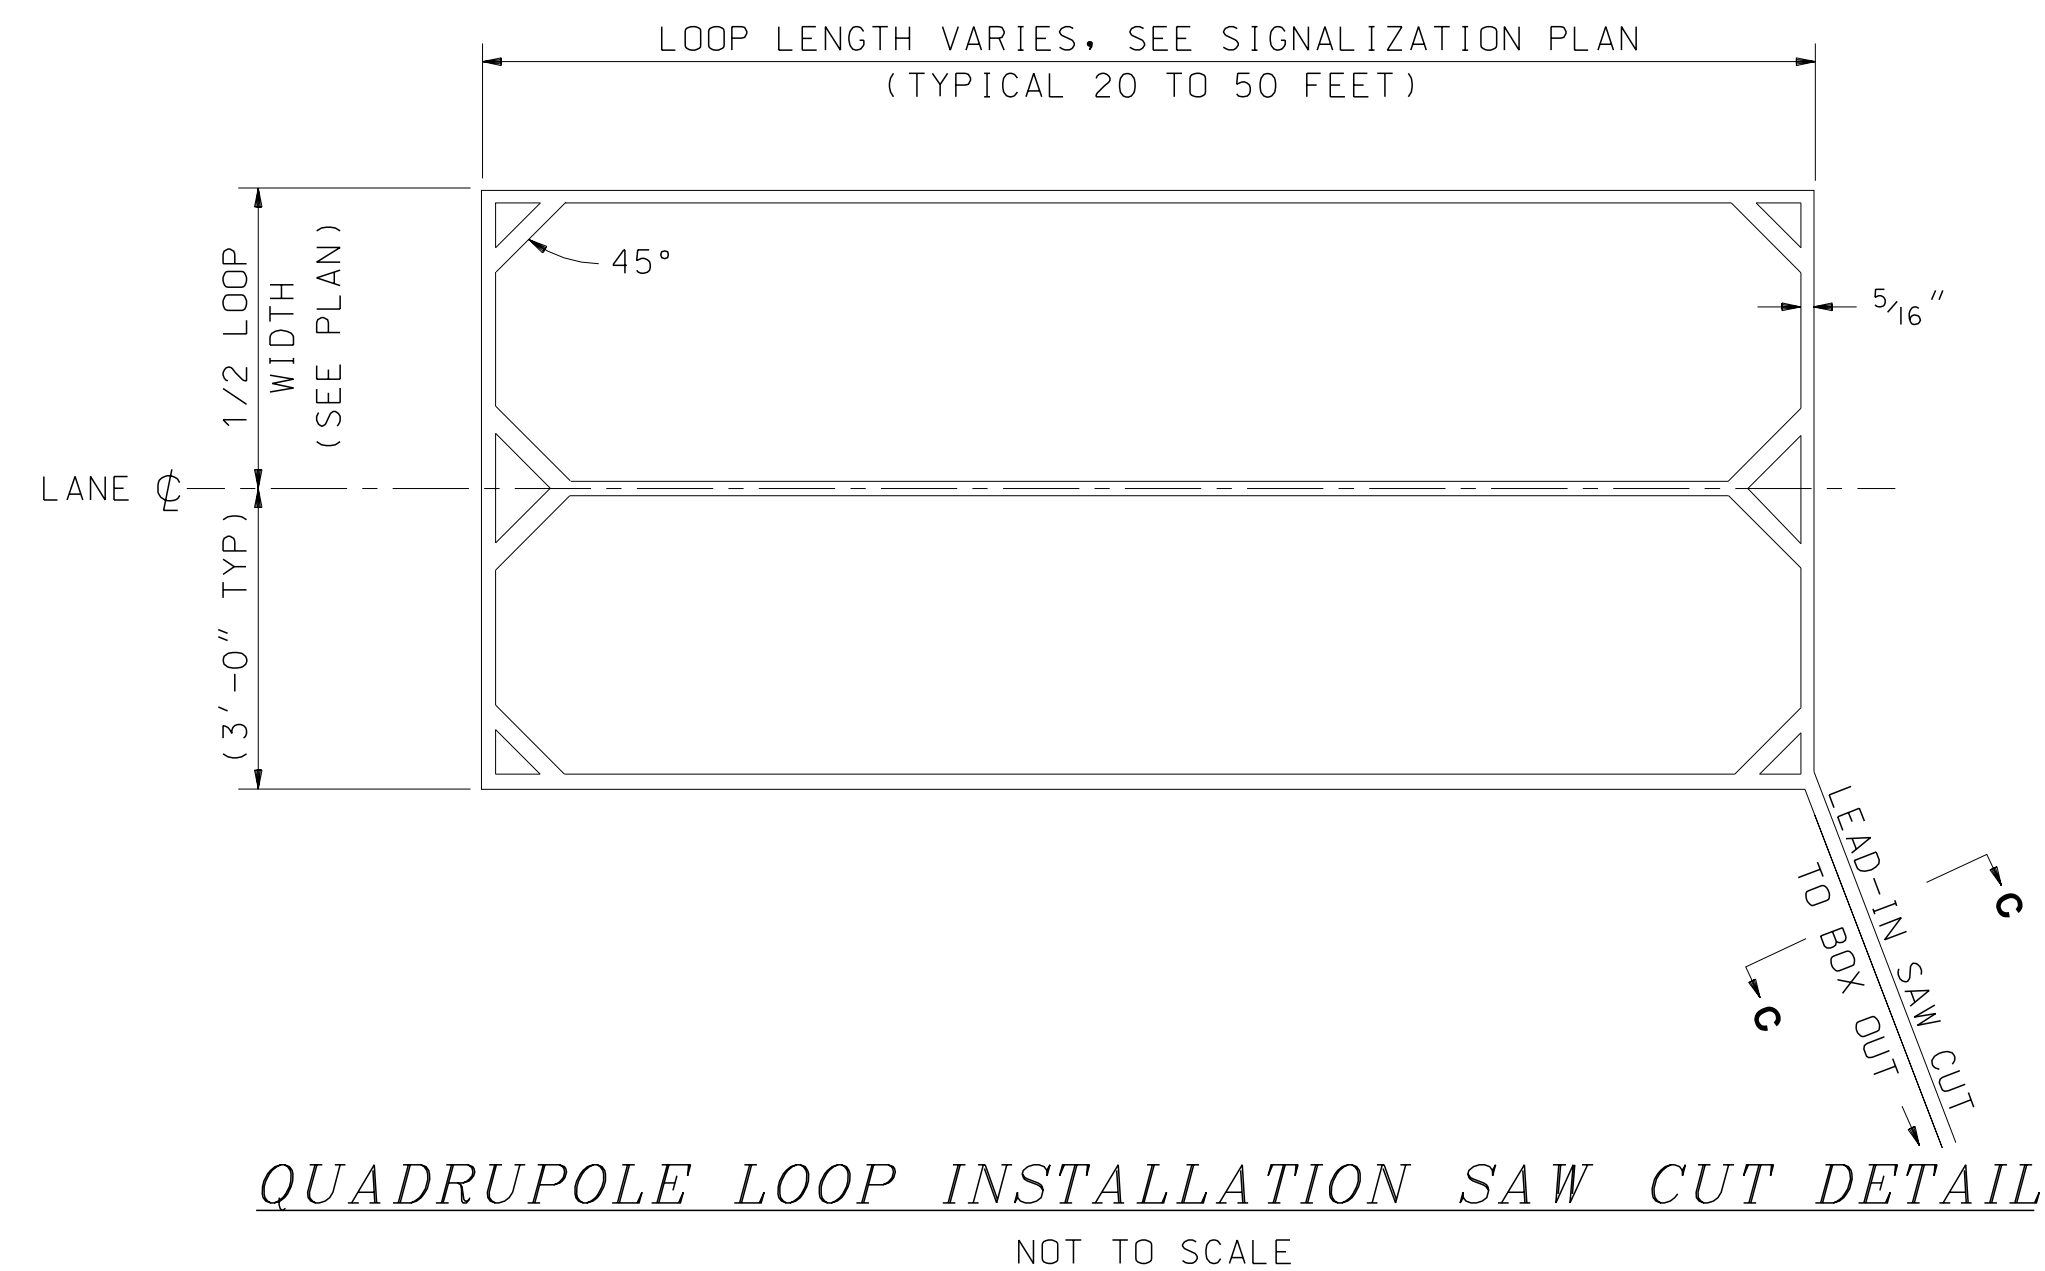 LOOP LENGTH VARIES, SEE SIGNALIZATION PLAN
(TYPICAL 20 TO 50 FEET)
1/2 LOOP
WIDTH
(SEE PLAN)
45°
5/16"
LANE ℄
(3'-0" TYP)
LEAD-IN SAW CUT
TO BOX OUT
C
C
QUADRUPOLE LOOP INSTALLATION SAW CUT DETAIL
NOT TO SCALE